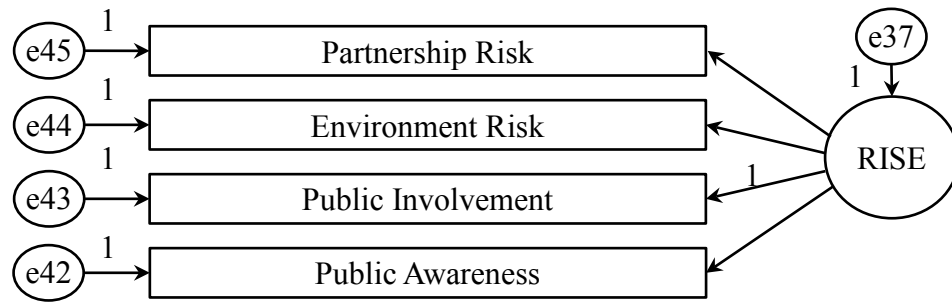 1
e45
Partnership Risk
e37
1
1
e44
Environment Risk
RISE
1
e43
Public Involvement
1
1
e42
Public Awareness